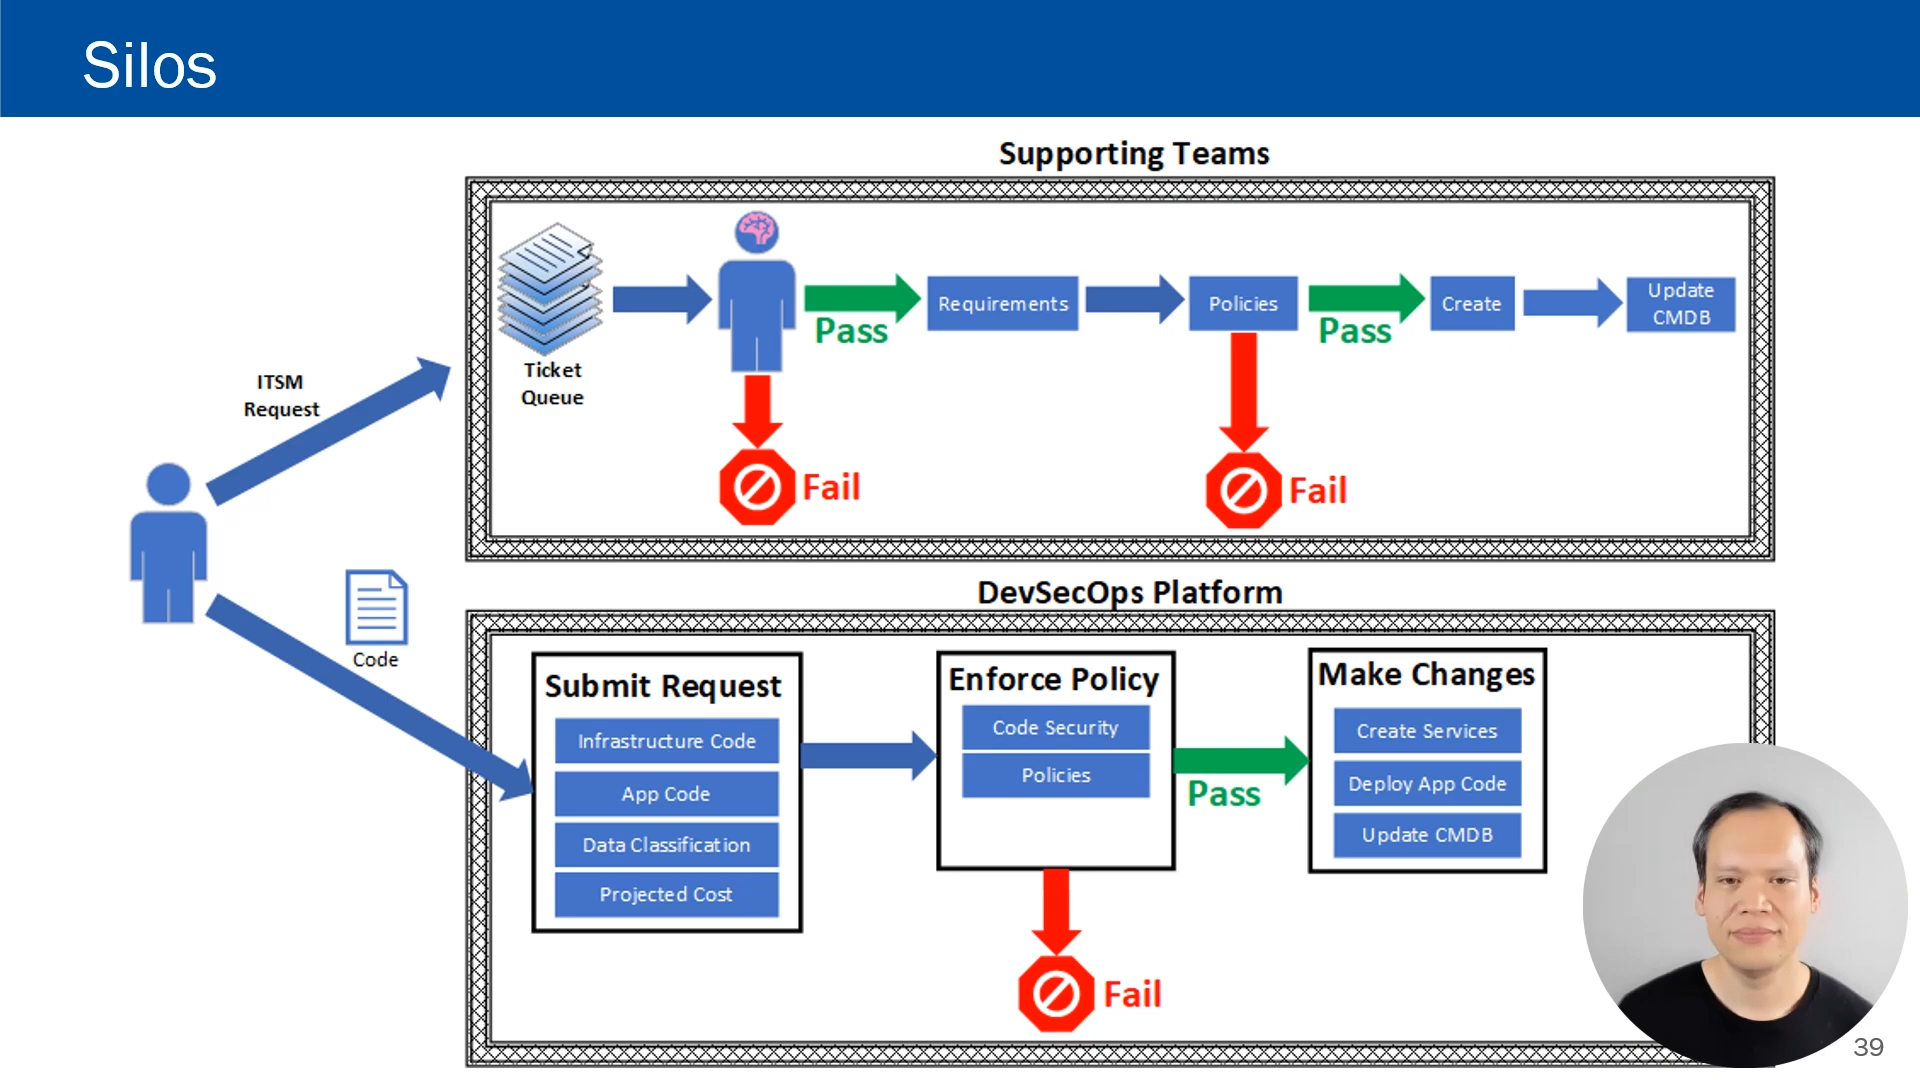 Silos
Supporting Teams
Ticket
Queue
Pass
Requirements
Policies
Pass
Create
Update
CMDB
Fail
Fail
ITSM
Request
Code
DevSecOps Platform
Submit Request
Infrastructure Code
App Code
Data Classification
Projected Cost
Enforce Policy
Code Security
Policies
Pass
Fail
Make Changes
Create Services
Deploy App Code
Update CMDB
39